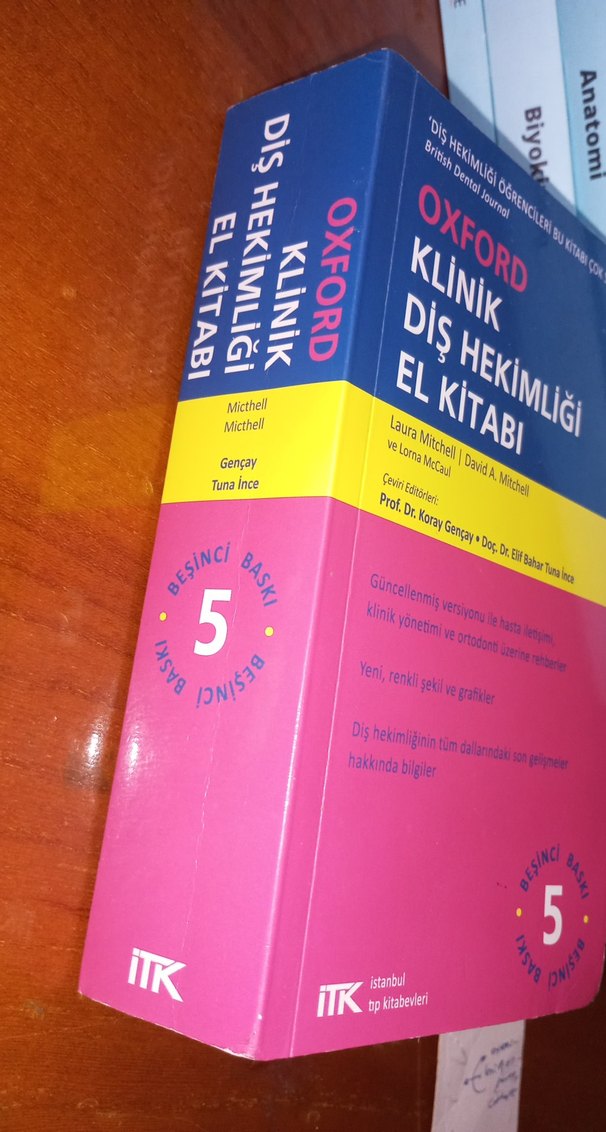 OXFORD
KLİNİK
DİŞ HEKİMLİĞİ
EL KİTABI
Micthell
Micthell
Gençay
Tuna İnce
BEŞİNCİ BASKI
5
BEŞİNCİ BASKI
İTK
'DİŞ HEKİMLİĞİ ÖĞRENCİLERİ BU KİTABI ÇOK
British Dental Journal
OXFORD
KLİNİK
DİŞ HEKİMLİĞİ
EL KİTABI
Laura Mitchell | David A. Mitchell
ve Lorna McCaul
Çeviri Editörleri:
Prof. Dr. Koray Gençay • Doç. Dr. Elif Bahar Tuna İnce
Güncellenmiş versiyonu ile hasta iletişimi,
klinik yönetimi ve ortodonti üzerine rehberler
Yeni, renkli şekil ve grafikler
Diş hekimliğinin tüm dallarındaki son gelişmeler
hakkında bilgiler
BEŞİNCİ BASKI
5
BEŞİNCİ BASKI
İTK istanbul
tıp kitabevleri
Anatomi